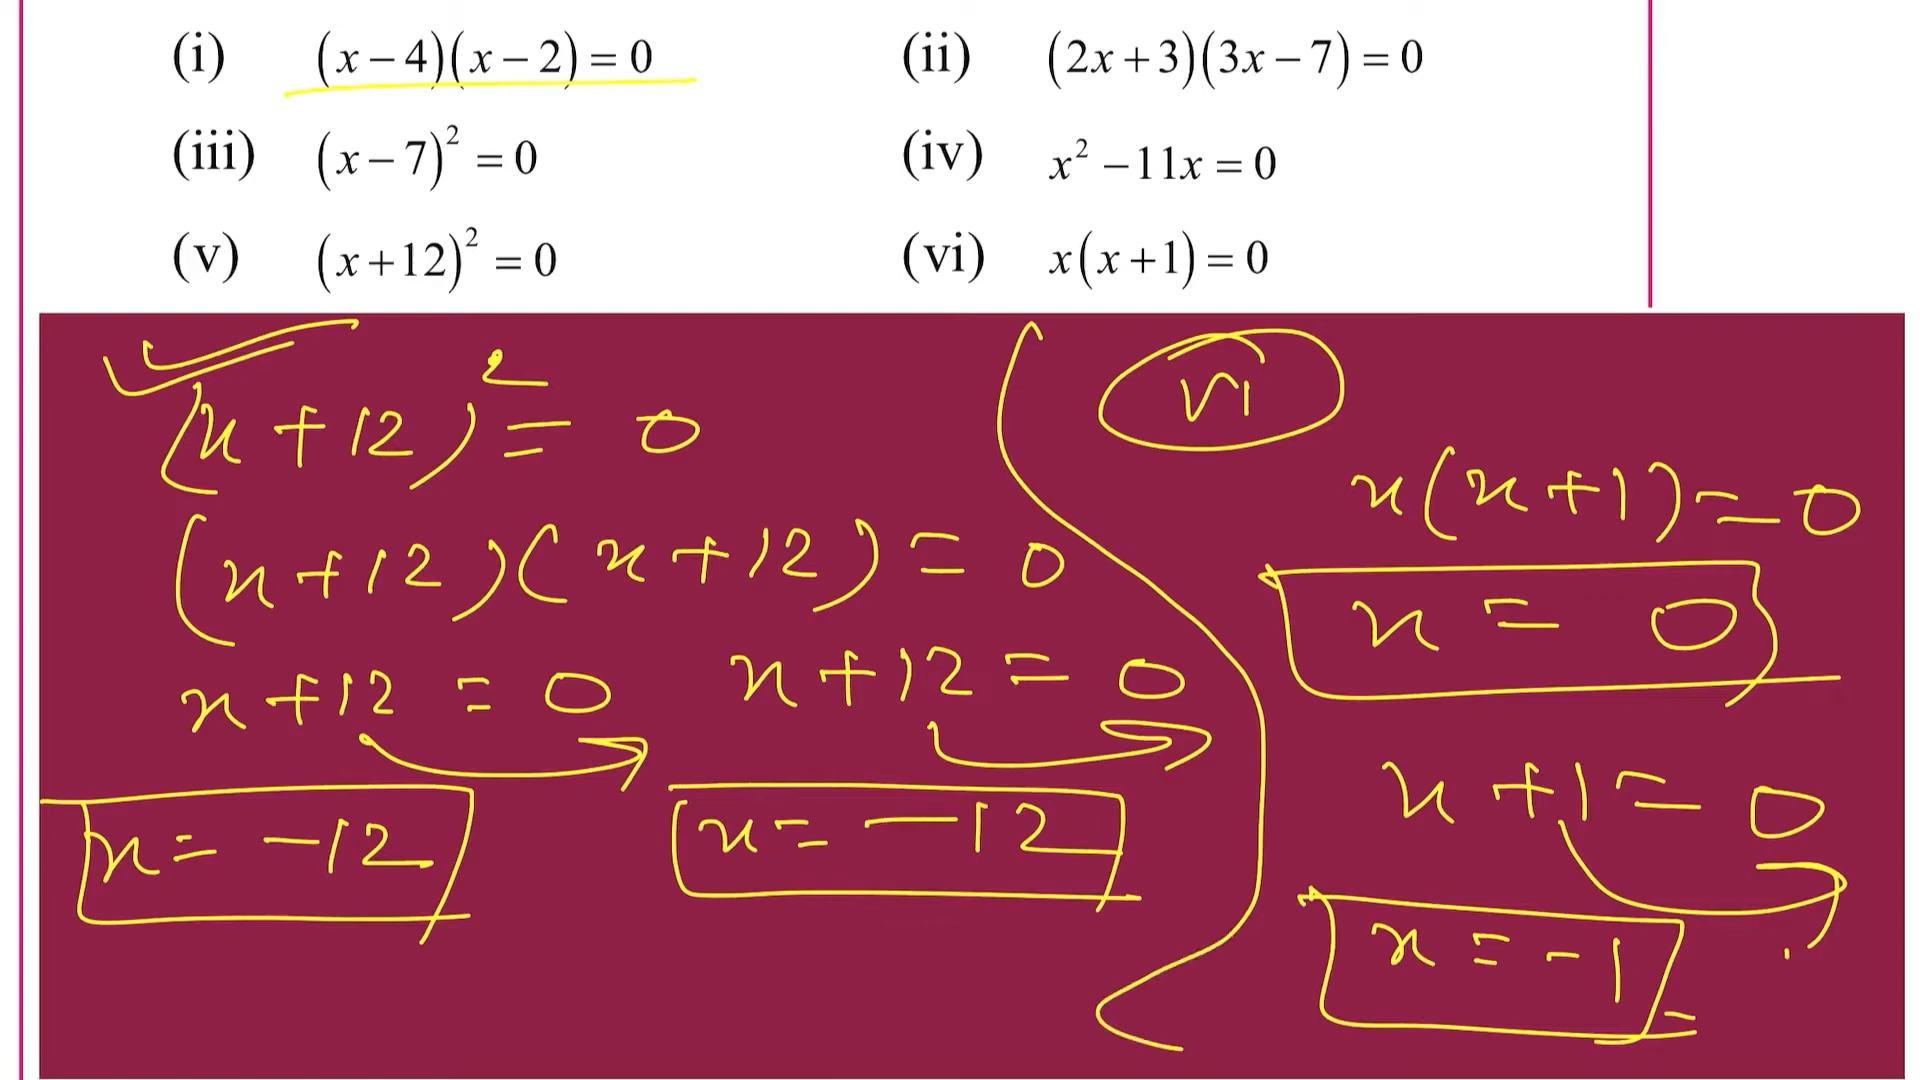 (i) (x−4)(x−2)=0 (ii) (2x+3)(3x−7)=0
(iii) (x−7)²=0 (iv) x²−11x=0
(v) (x+12)²=0 (vi) x(x+1)=0
(x+12)²=0
(x+12)(x+12)=0
x+12=0 x+12=0
x=-12 x=-12
vi
x(x+1)=0
x=0
x+1=0
x=-1